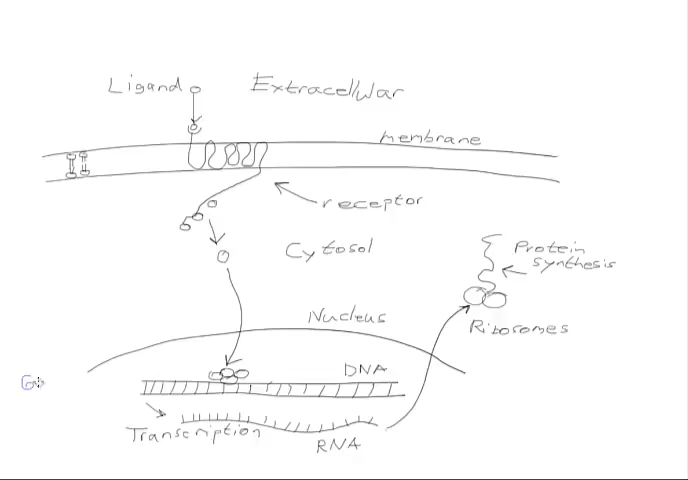 Ligand
Extracellular
membrane
receptor
Cytosol
Protein
synthesis
Nucleus
Ribosomes
DNA
Transcription
RNA